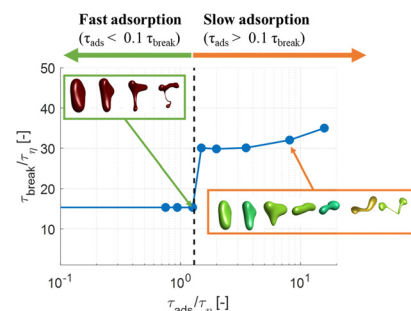 Fast adsorption
(τads < 0.1 τbreak)
Slow adsorption
(τads > 0.1 τbreak)
50
40
30
20
10
τbreak/τη [-]
10-1
100
101
τads/τη [-]